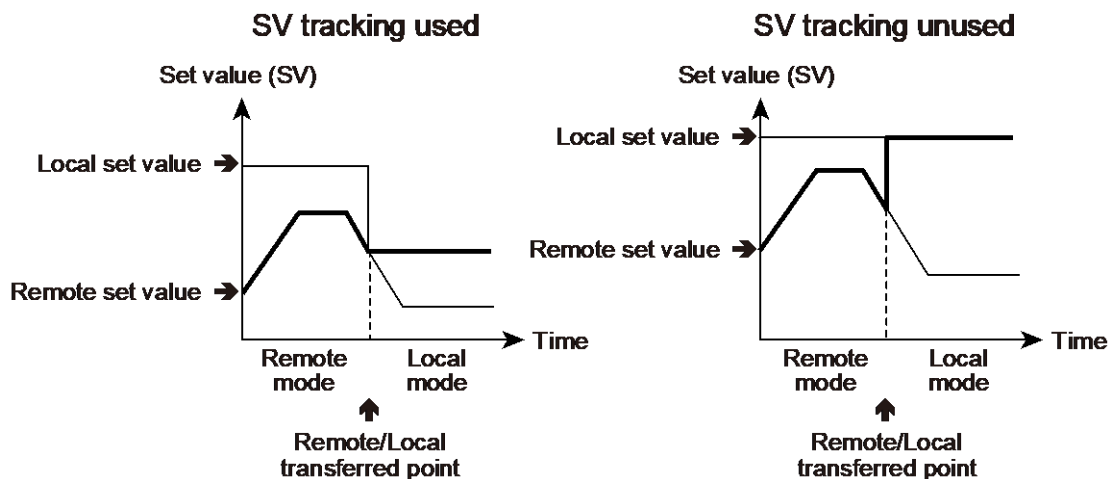 SV tracking used
Set value (SV)
Local set value
Remote set value
Time
Remote
mode
Local
mode
Remote/Local
transferred point
SV tracking unused
Set value (SV)
Local set value
Remote set value
Time
Remote
mode
Local
mode
Remote/Local
transferred point